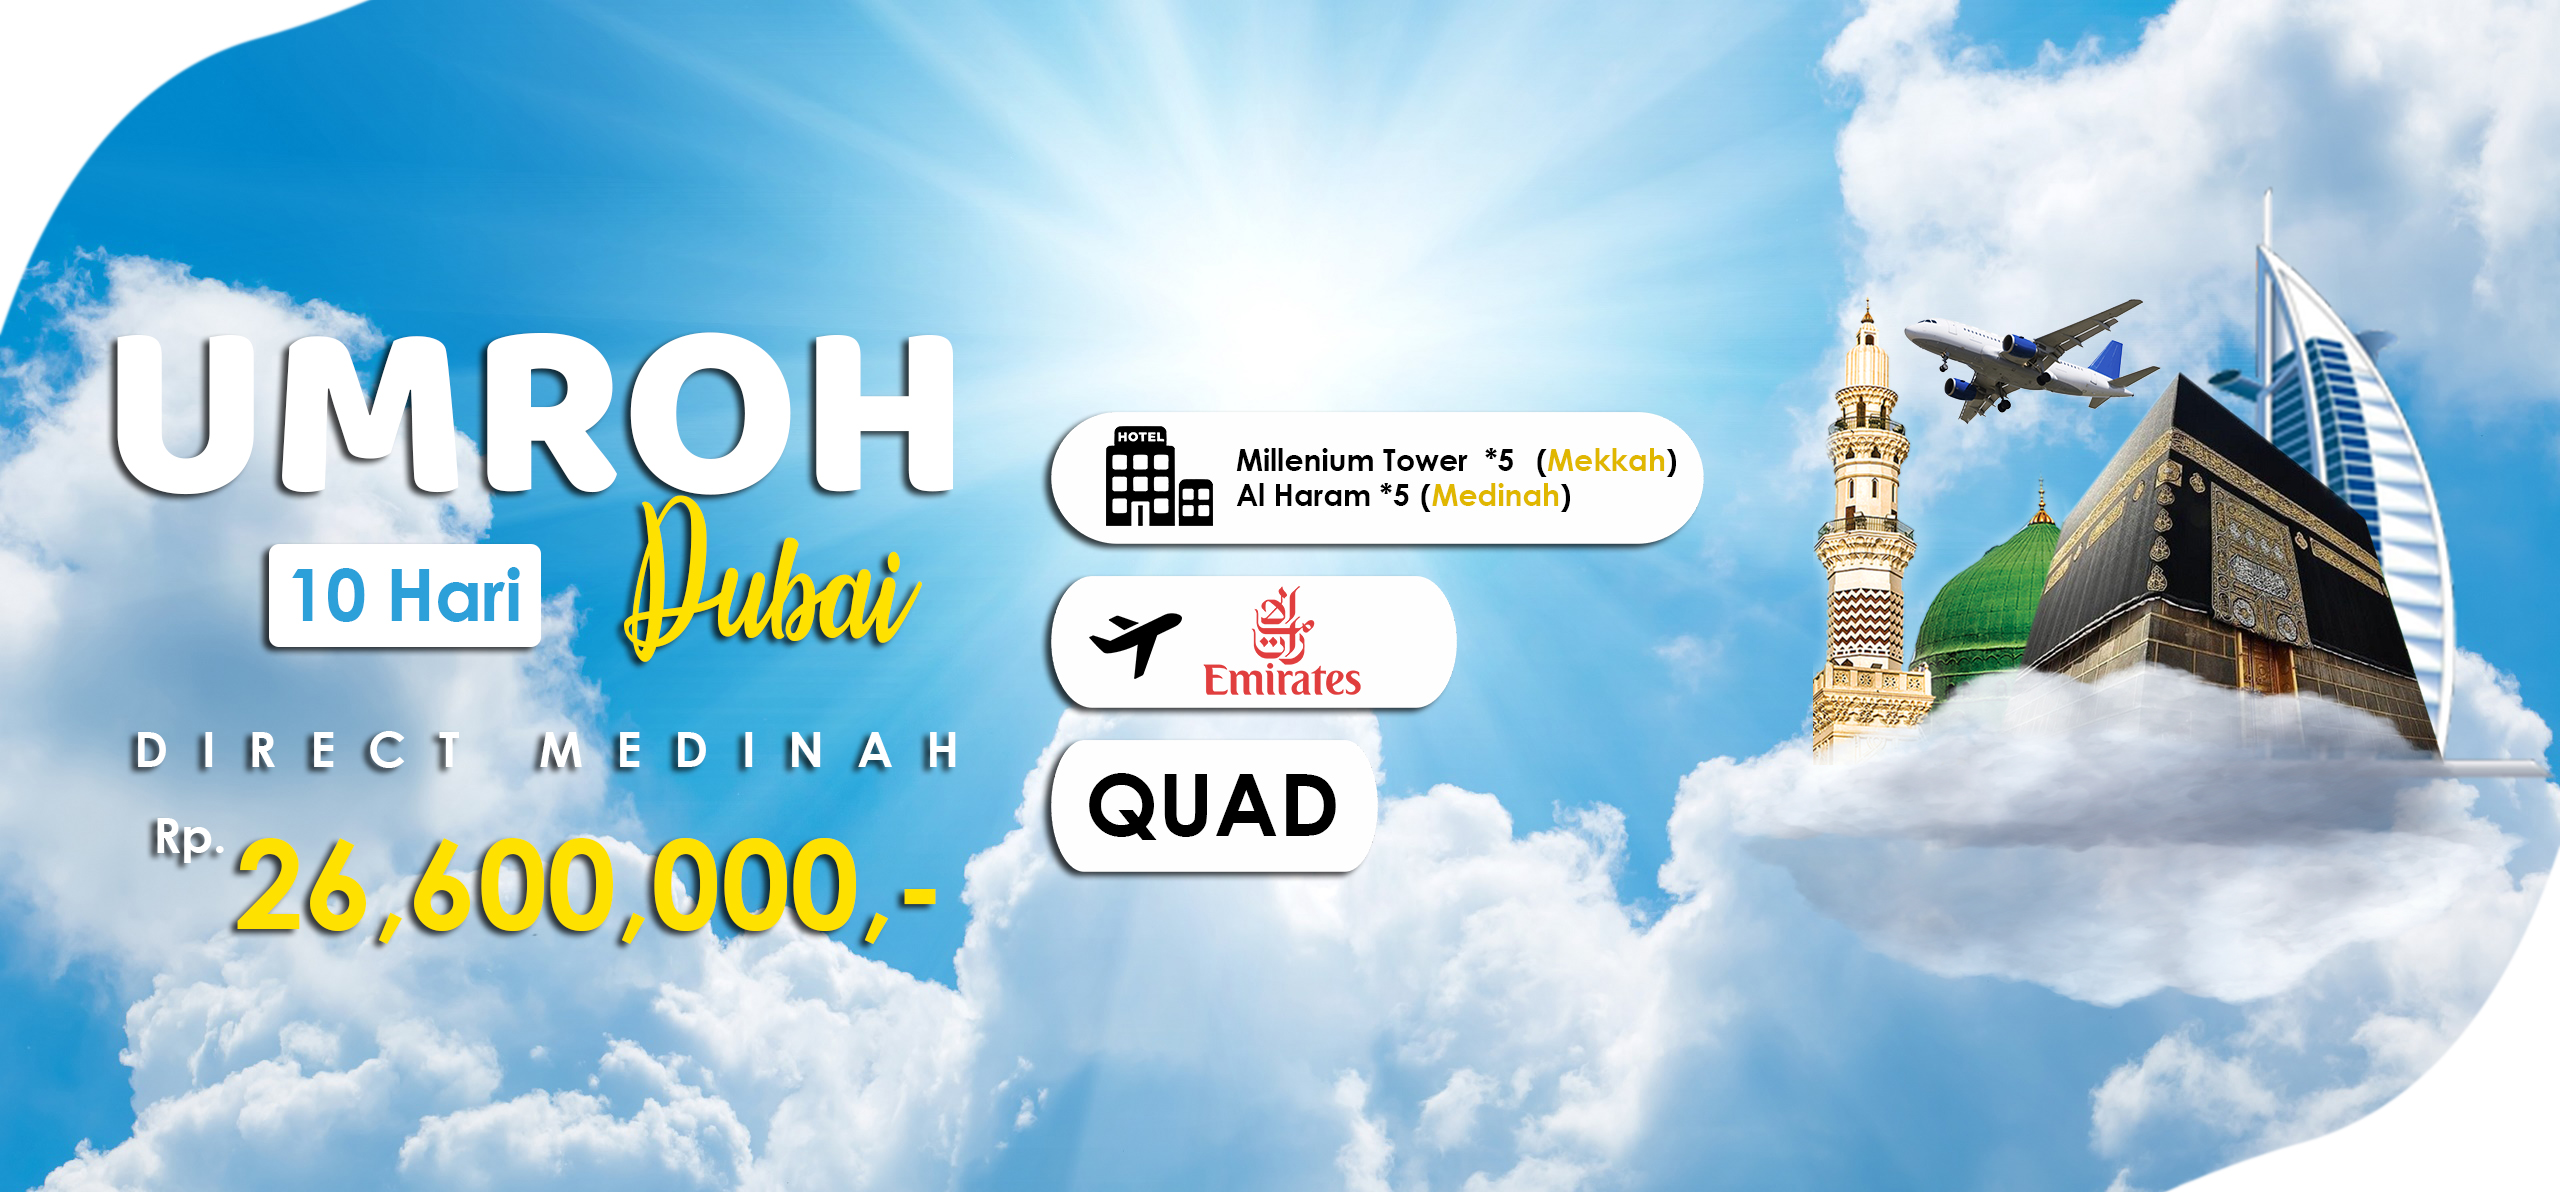 UMROH
10 Hari
Dubai
DIRECT MEDINAH
Rp. 26,600,000,-
HOTEL
Millenium Tower *5 (Mekkah)
Al Haram *5 (Medinah)
الإمارات
Emirates
QUAD